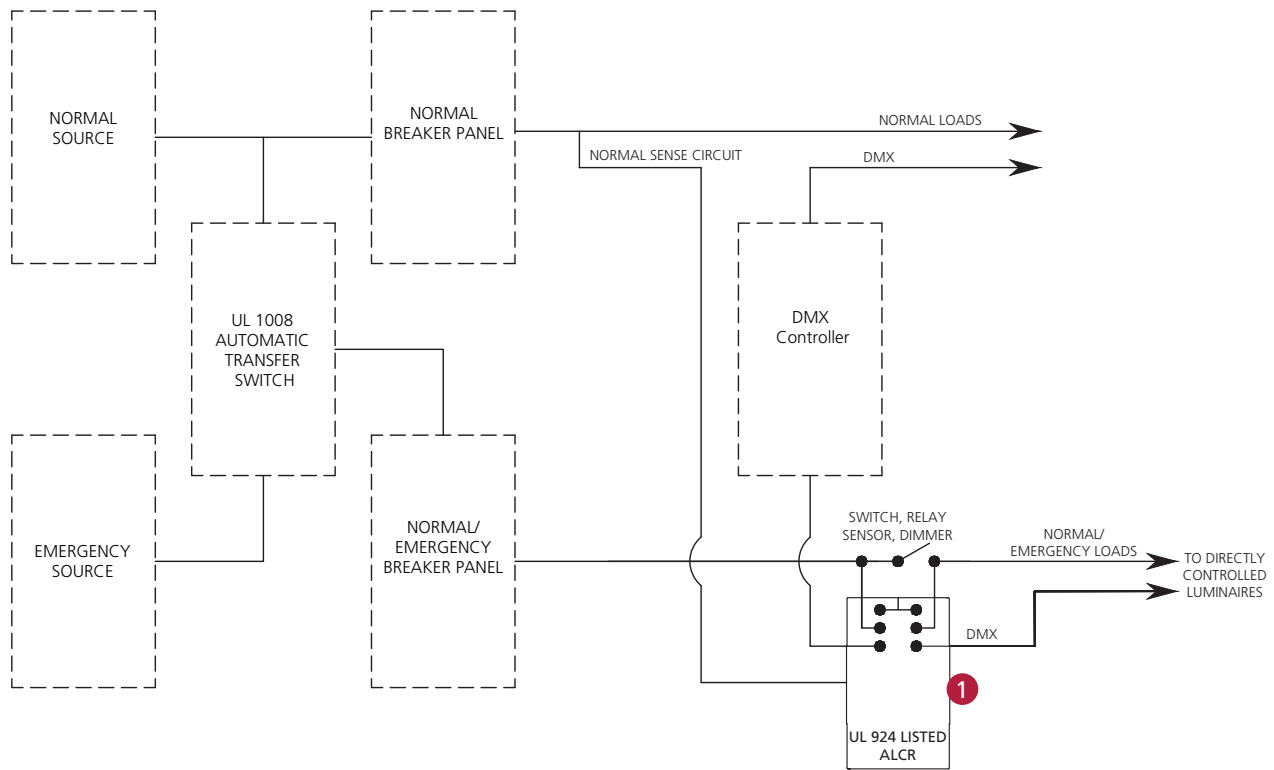 NORMAL
SOURCE
NORMAL
BREAKER PANEL
NORMAL LOADS
NORMAL SENSE CIRCUIT
DMX
UL 1008
AUTOMATIC
TRANSFER
SWITCH
DMX
Controller
EMERGENCY
SOURCE
NORMAL/
EMERGENCY
BREAKER PANEL
SWITCH, RELAY
SENSOR, DIMMER
NORMAL/
EMERGENCY LOADS
TO DIRECTLY
CONTROLLED
LUMINAIRES
DMX
1
UL 924 LISTED
ALCR